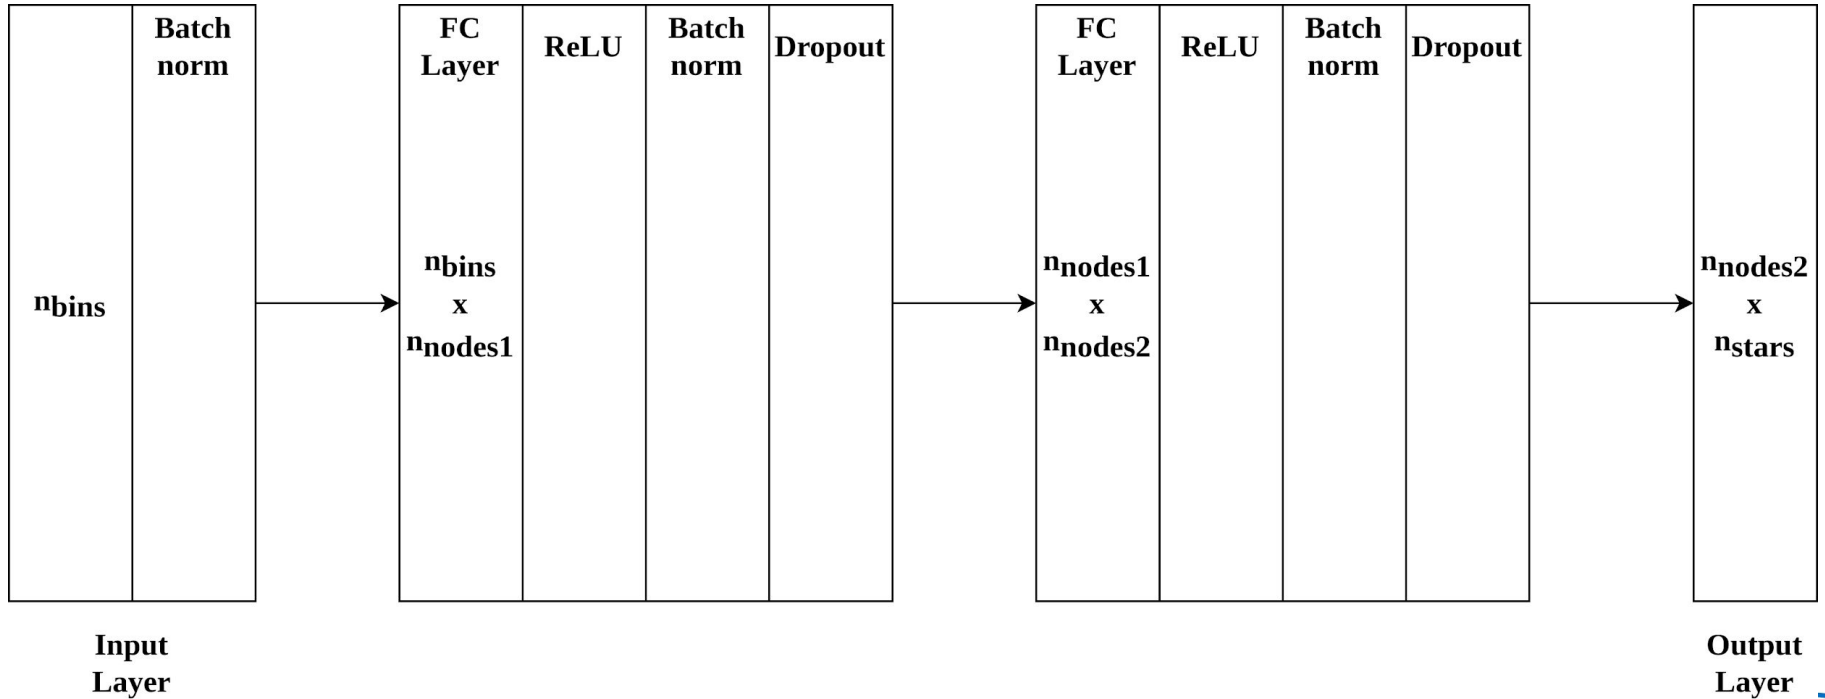 n_bins
Batch
norm
FC
Layer
n_bins
x
n_nodes1
ReLU
Batch
norm
Dropout
FC
Layer
n_nodes1
x
n_nodes2
ReLU
Batch
norm
Dropout
n_nodes2
x
n_stars
Input
Layer
Output
Layer